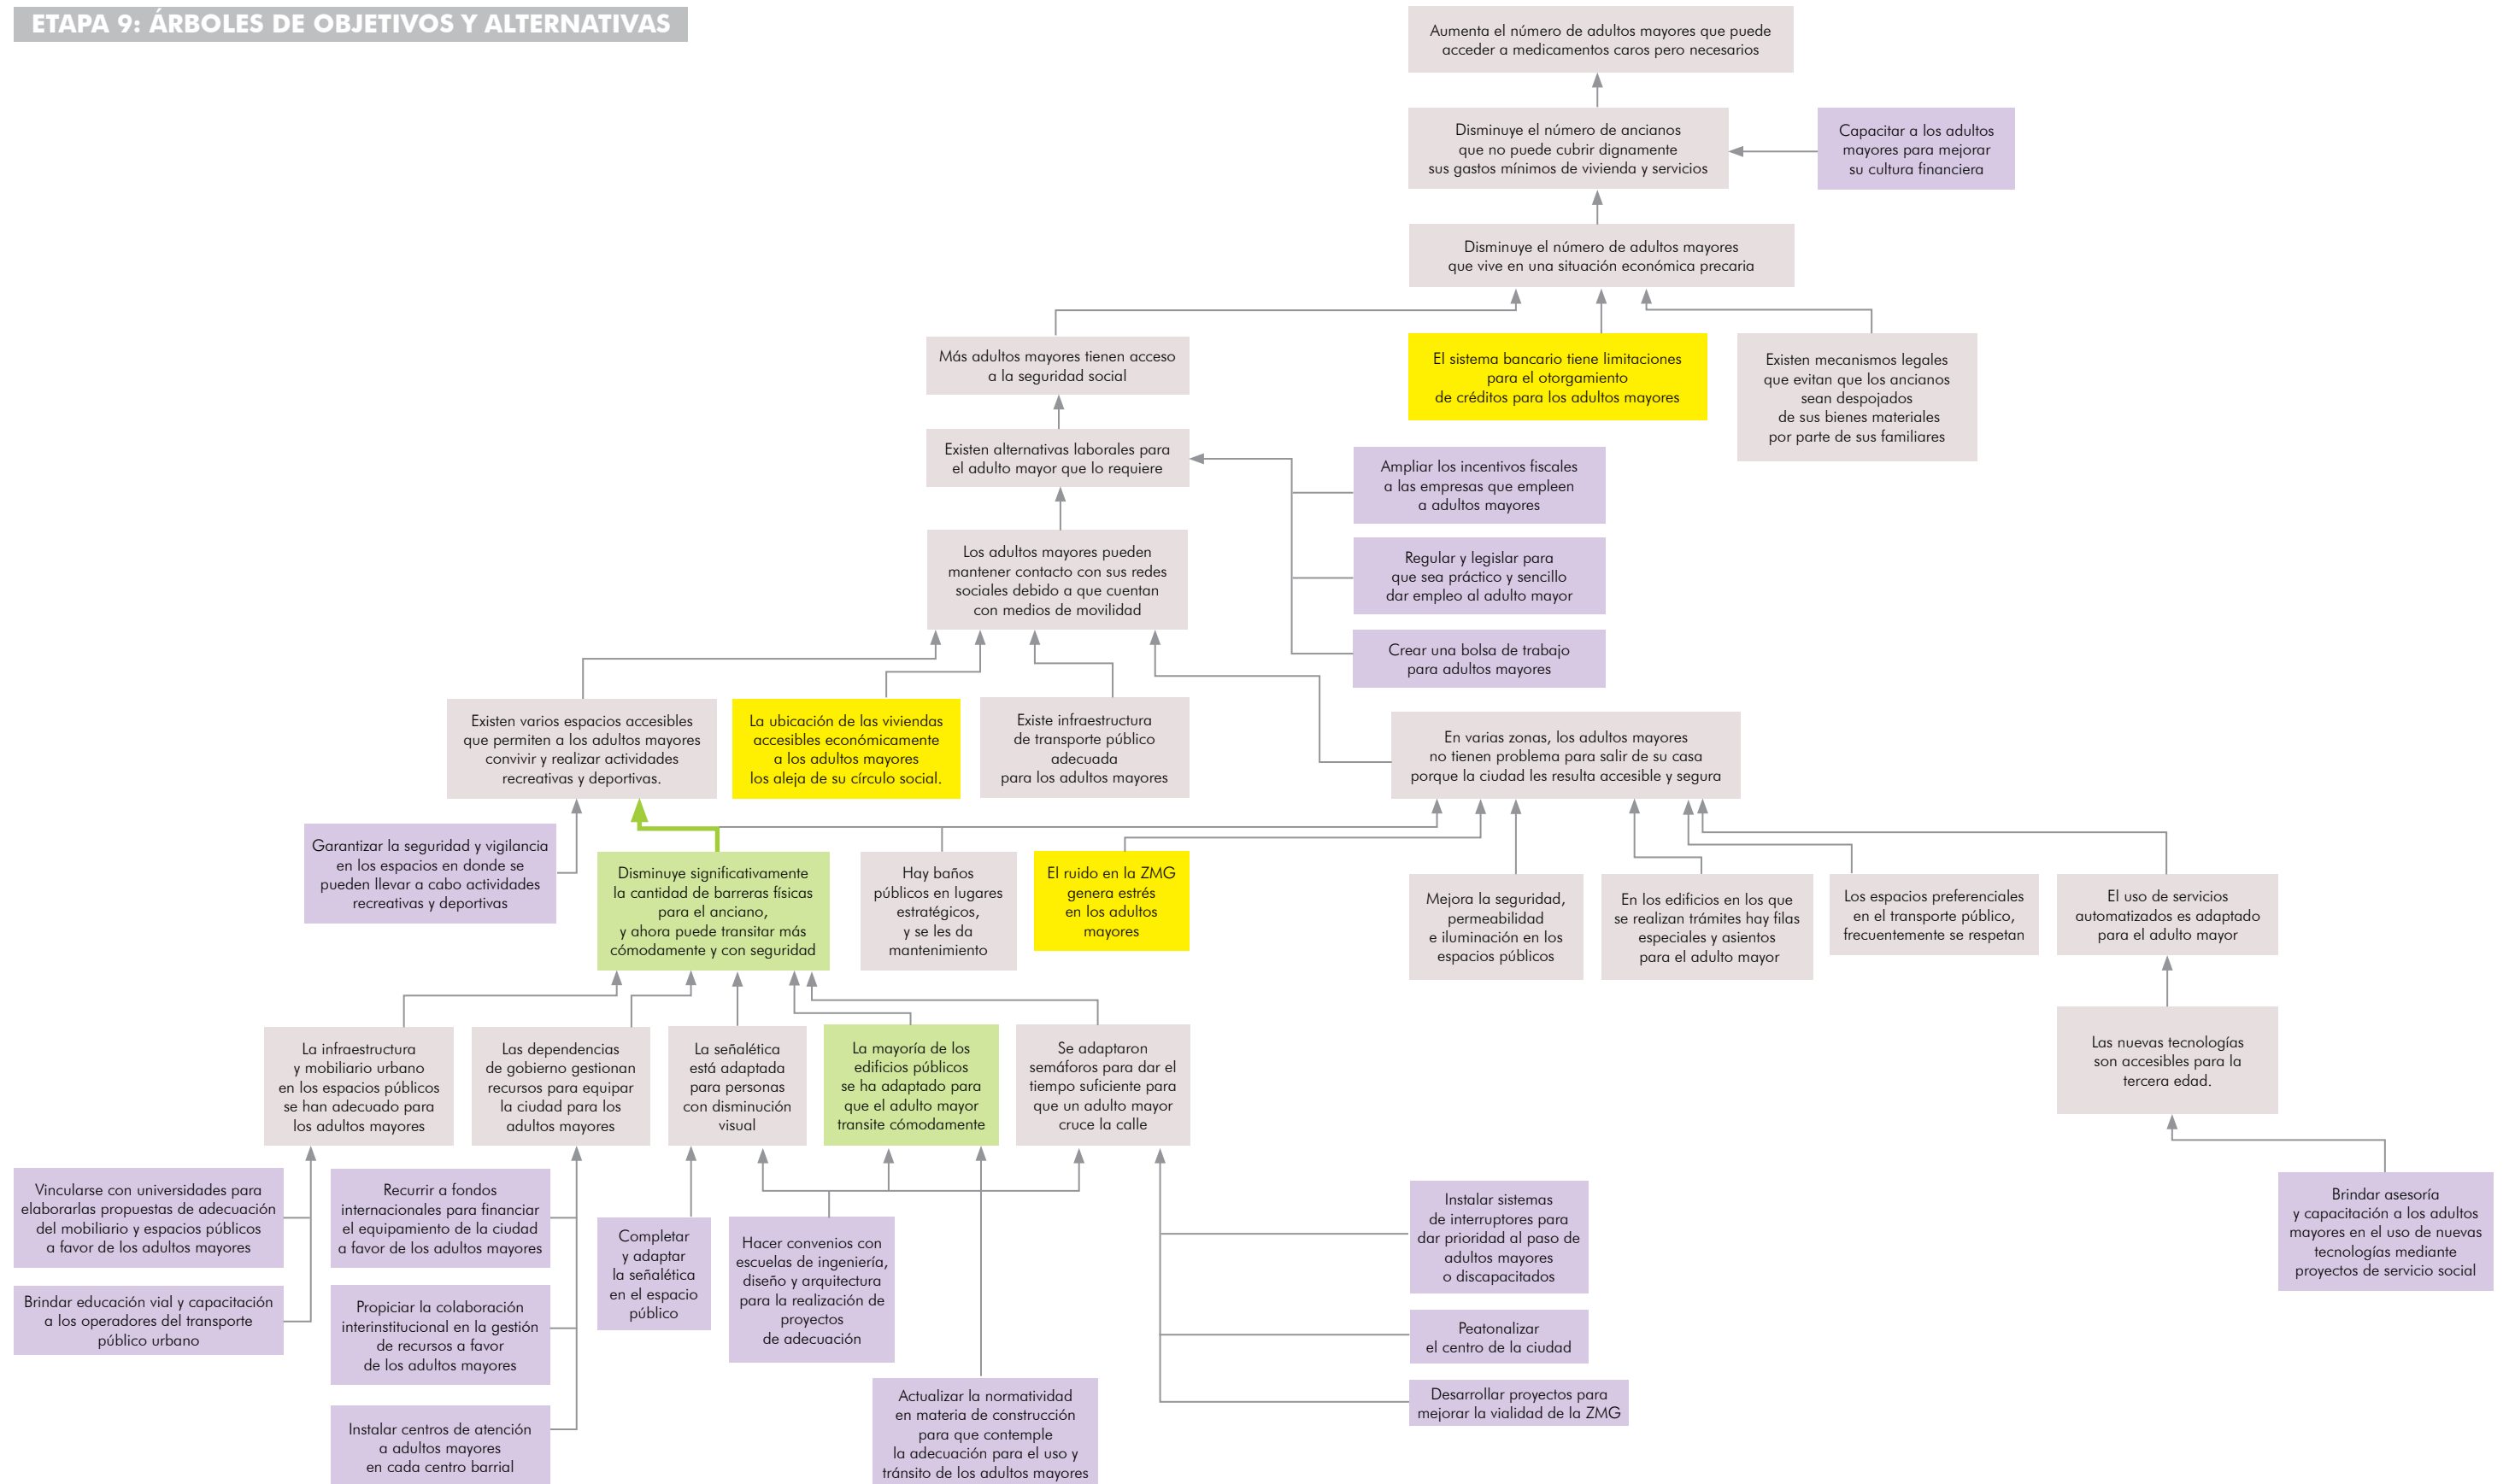 ETAPA 9: ÁRBOLES DE OBJETIVOS Y ALTERNATIVAS
Aumenta el número de adultos mayores que puede
acceder a medicamentos caros pero necesarios
Disminuye el número de ancianos
que no puede cubrir dignamente
sus gastos mínimos de vivienda y servicios
Capacitar a los adultos
mayores para mejorar
su cultura financiera
Disminuye el número de adultos mayores
que vive en una situación económica precaria
Más adultos mayores tienen acceso
a la seguridad social
El sistema bancario tiene limitaciones
para el otorgamiento
de créditos para los adultos mayores
Existen mecanismos legales
que evitan que los ancianos
sean despojados
de sus bienes materiales
por parte de sus familiares
Existen alternativas laborales para
el adulto mayor que lo requiere
Ampliar los incentivos fiscales
a las empresas que empleen
a adultos mayores
Regular y legislar para
que sea práctico y sencillo
dar empleo al adulto mayor
Crear una bolsa de trabajo
para adultos mayores
Los adultos mayores pueden
mantener contacto con sus redes
sociales debido a que cuentan
con medios de movilidad
Existen varios espacios accesibles
que permiten a los adultos mayores
convivir y realizar actividades
recreativas y deportivas.
La ubicación de las viviendas
accesibles económicamente
a los adultos mayores
los aleja de su círculo social.
Existe infraestructura
de transporte público
adecuada
para los adultos mayores
En varias zonas, los adultos mayores
no tienen problema para salir de su casa
porque la ciudad les resulta accesible y segura
Garantizar la seguridad y vigilancia
en los espacios en donde se
pueden llevar a cabo actividades
recreativas y deportivas
Disminuye significativamente
la cantidad de barreras físicas
para el anciano,
y ahora puede transitar más
cómodamente y con seguridad
Hay baños
públicos en lugares
estratégicos,
y se les da
mantenimiento
El ruido en la ZMG
genera estrés
en los adultos
mayores
Mejora la seguridad,
permeabilidad
e iluminación en los
espacios públicos
En los edificios en los que
se realizan trámites hay filas
especiales y asientos
para el adulto mayor
Los espacios preferenciales
en el transporte público,
frecuentemente se respetan
El uso de servicios
automatizados es adaptado
para el adulto mayor
La infraestructura
y mobiliario urbano
en los espacios públicos
se han adecuado para
los adultos mayores
Las dependencias
de gobierno gestionan
recursos para equipar
la ciudad para los
adultos mayores
La señalética
está adaptada
para personas
con disminución
visual
La mayoría de los
edificios públicos
se ha adaptado para
que el adulto mayor
transite cómodamente
Se adaptaron
semáforos para dar el
tiempo suficiente para
que un adulto mayor
cruce la calle
Las nuevas tecnologías
son accesibles para la
tercera edad.
Vincularse con universidades para
elaborarlas propuestas de adecuación
del mobiliario y espacios públicos
a favor de los adultos mayores
Brindar educación vial y capacitación
a los operadores del transporte
público urbano
Recurrir a fondos
internacionales para financiar
el equipamiento de la ciudad
a favor de los adultos mayores
Propiciar la colaboración
interinstitucional en la gestión
de recursos a favor
de los adultos mayores
Instalar centros de atención
a adultos mayores
en cada centro barrial
Completar
y adaptar
la señalética
en el espacio
público
Hacer convenios con
escuelas de ingeniería,
diseño y arquitectura
para la realización de
proyectos
de adecuación
Actualizar la normatividad
en materia de construcción
para que contemple
la adecuación para el uso y
tránsito de los adultos mayores
Instalar sistemas
de interruptores para
dar prioridad al paso de
adultos mayores
o discapacitados
Peatonalizar
el centro de la ciudad
Desarrollar proyectos para
mejorar la vialidad de la ZMG
Brindar asesoría
y capacitación a los adultos
mayores en el uso de nuevas
tecnologías mediante
proyectos de servicio social